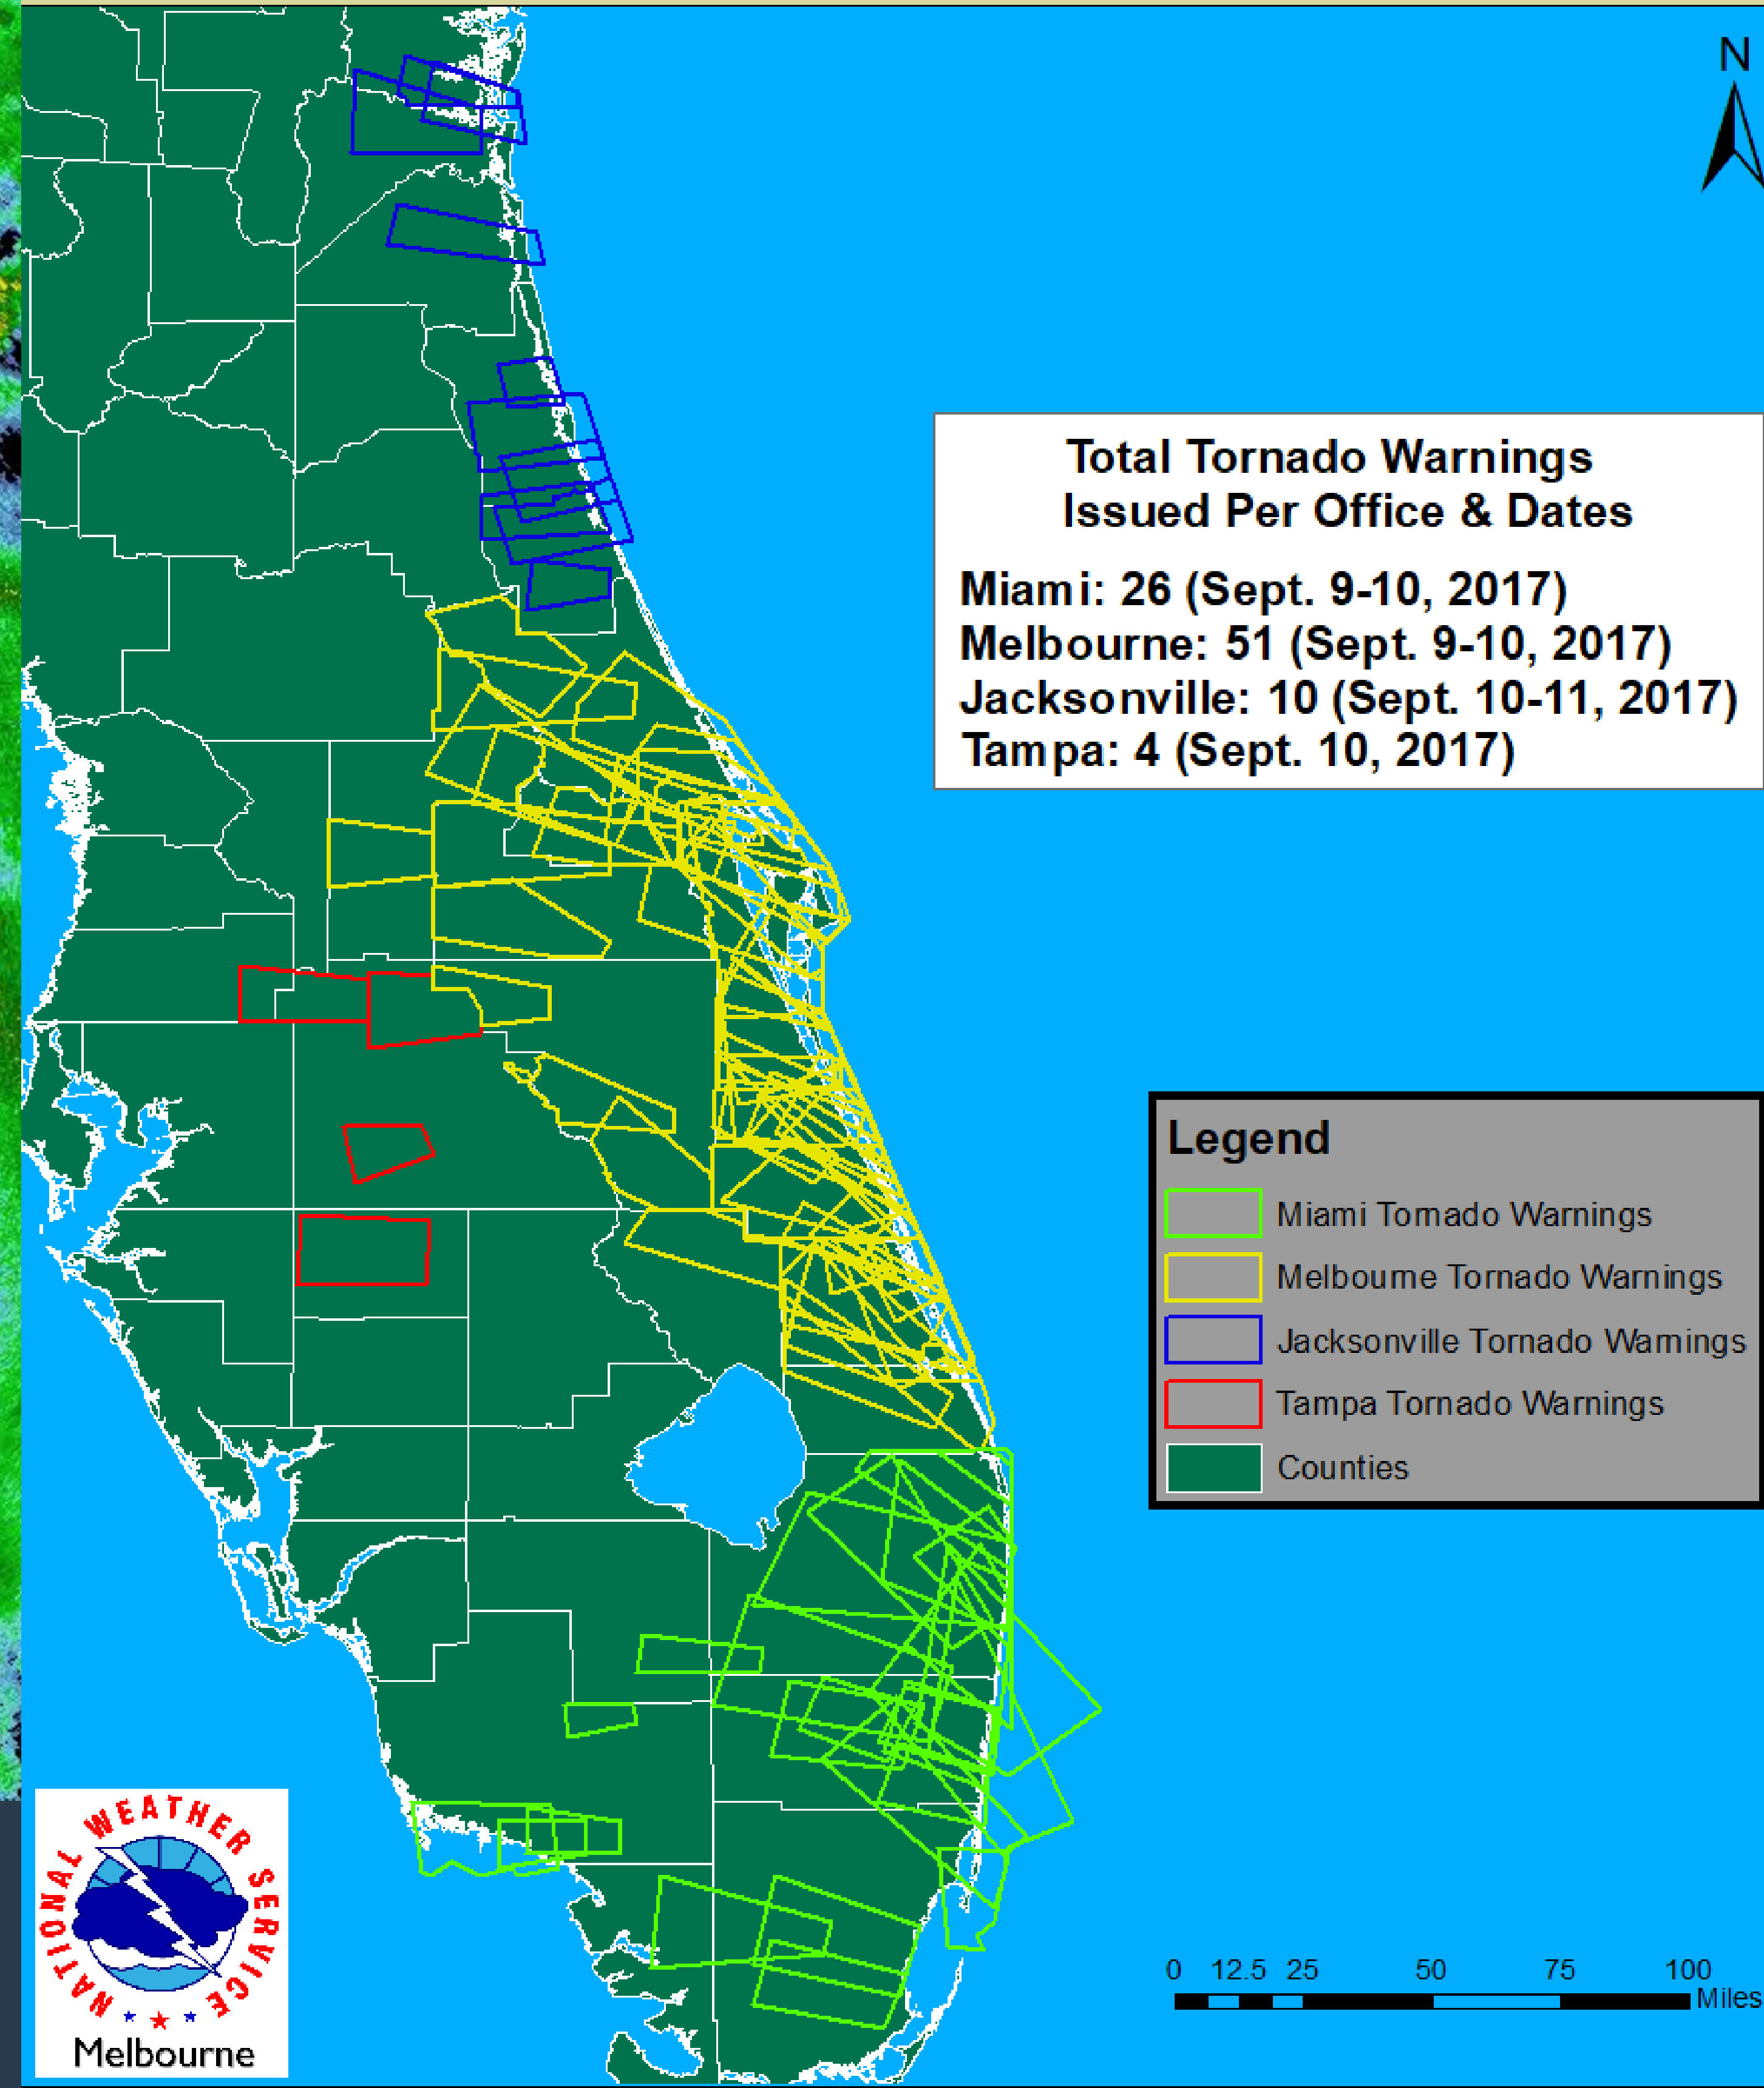 N
Total Tornado Warnings
Issued Per Office & Dates
Miami: 26 (Sept. 9-10, 2017)
Melbourne: 51 (Sept. 9-10, 2017)
Jacksonville: 10 (Sept. 10-11, 2017)
Tampa: 4 (Sept. 10, 2017)
Legend
Miami Tornado Warnings
Melbourne Tornado Warnings
Jacksonville Tornado Warnings
Tampa Tornado Warnings
Counties
NATIONAL WEATHER SERVICE
Melbourne
0 12.5 25 50 75 100
Miles